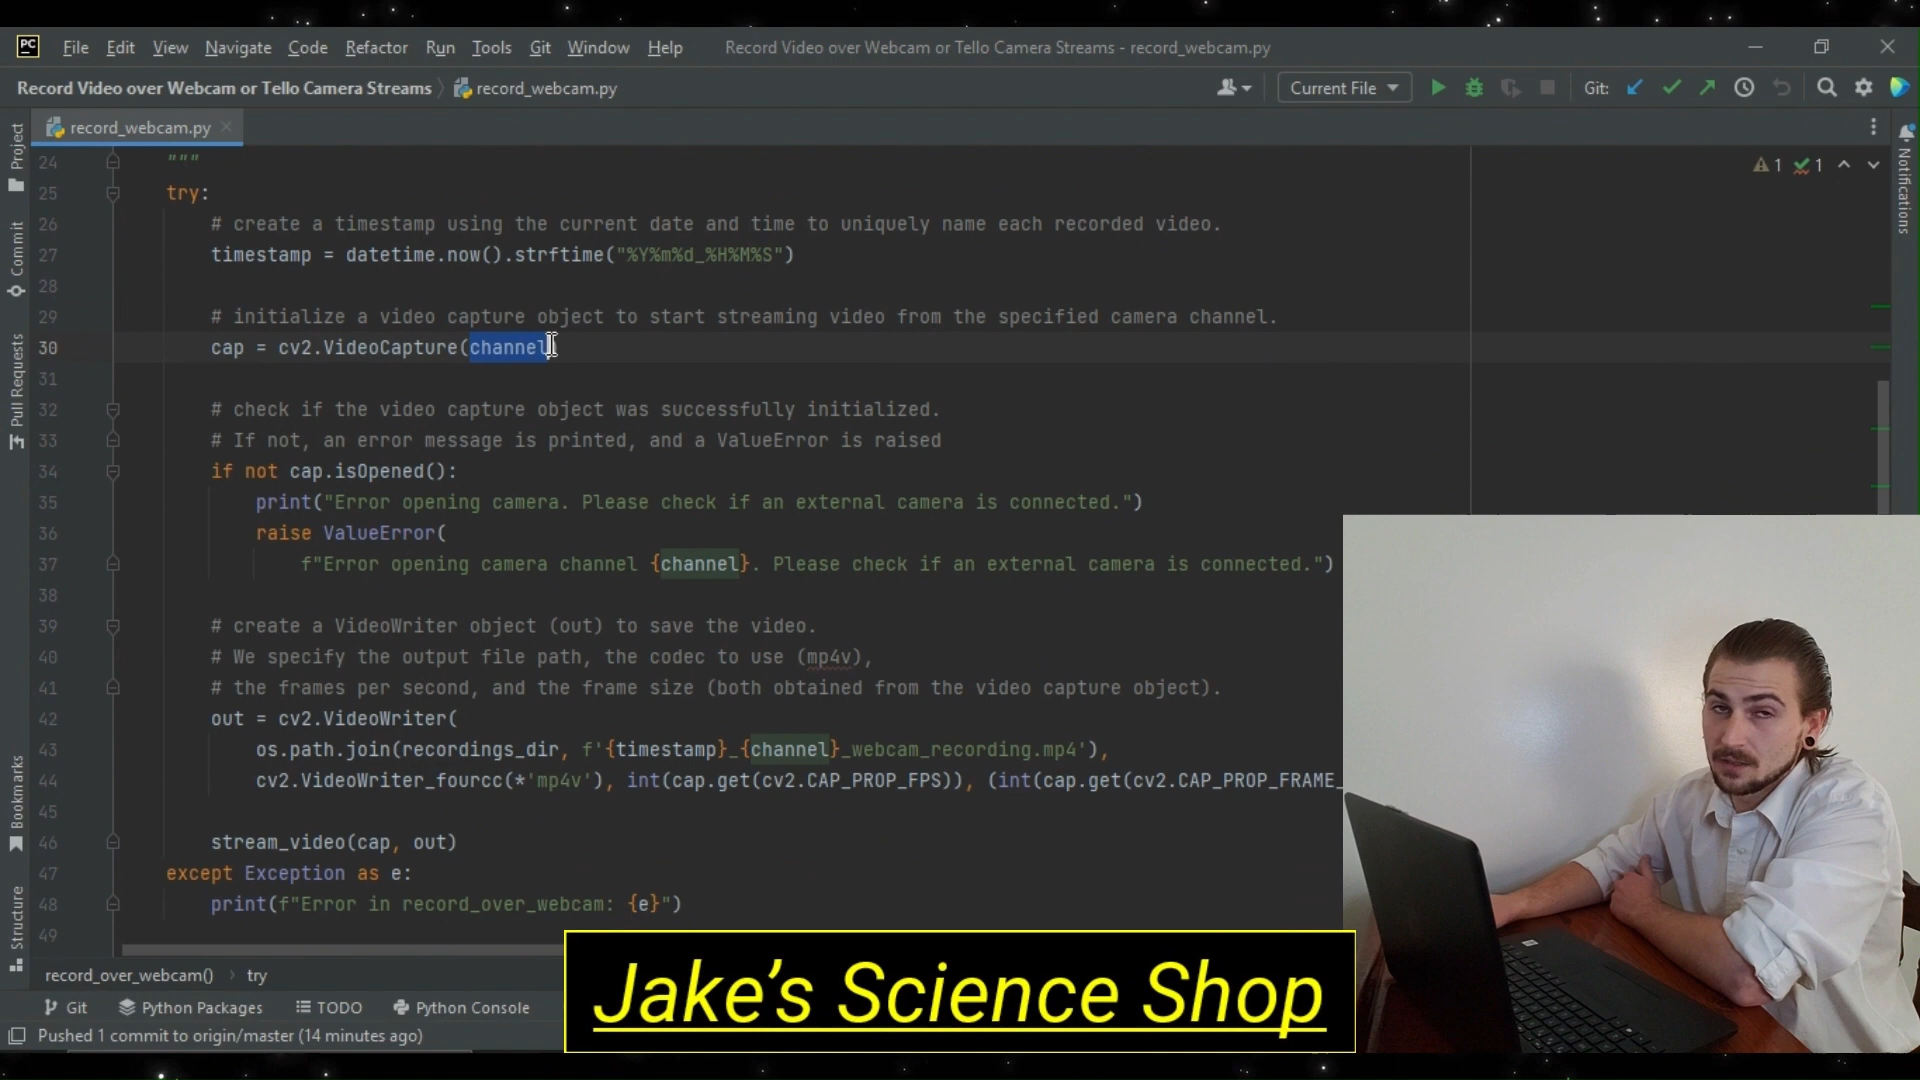 PC File Edit View Navigate Code Refactor Run Tools Git Window Help Record Video over Webcam or Tello Camera Streams - record_webcam.py
Record Video over Webcam or Tello Camera Streams record_webcam.py Current File Git:
record_webcam.py
Project
Commit
Pull Requests
Bookmarks
Structure
24 """
25 try:
26 # create a timestamp using the current date and time to uniquely name each recorded video.
27 timestamp = datetime.now().strftime("%Y%m%d_%H%M%S")
28
29 # initialize a video capture object to start streaming video from the specified camera channel.
30 cap = cv2.VideoCapture(channel)
31
32 # check if the video capture object was successfully initialized.
33 # If not, an error message is printed, and a ValueError is raised
34 if not cap.isOpened():
35 print("Error opening camera. Please check if an external camera is connected.")
36 raise ValueError(
37 f"Error opening camera channel {channel}. Please check if an external camera is connected.")
38
39 # create a VideoWriter object (out) to save the video.
40 # We specify the output file path, the codec to use (mp4v),
41 # the frames per second, and the frame size (both obtained from the video capture object).
42 out = cv2.VideoWriter(
43 os.path.join(recordings_dir, f'{timestamp}_{channel}_webcam_recording.mp4'),
44 cv2.VideoWriter_fourcc(*'mp4v'), int(cap.get(cv2.CAP_PROP_FPS)), (int(cap.get(cv2.CAP_PROP_FRAME_
45
46 stream_video(cap, out)
47 except Exception as e:
48 print(f"Error in record_over_webcam: {e}")
49
1 1
Notifications
record_over_webcam() try
Git Python Packages TODO Python Console
Pushed 1 commit to origin/master (14 minutes ago)
Jake's Science Shop